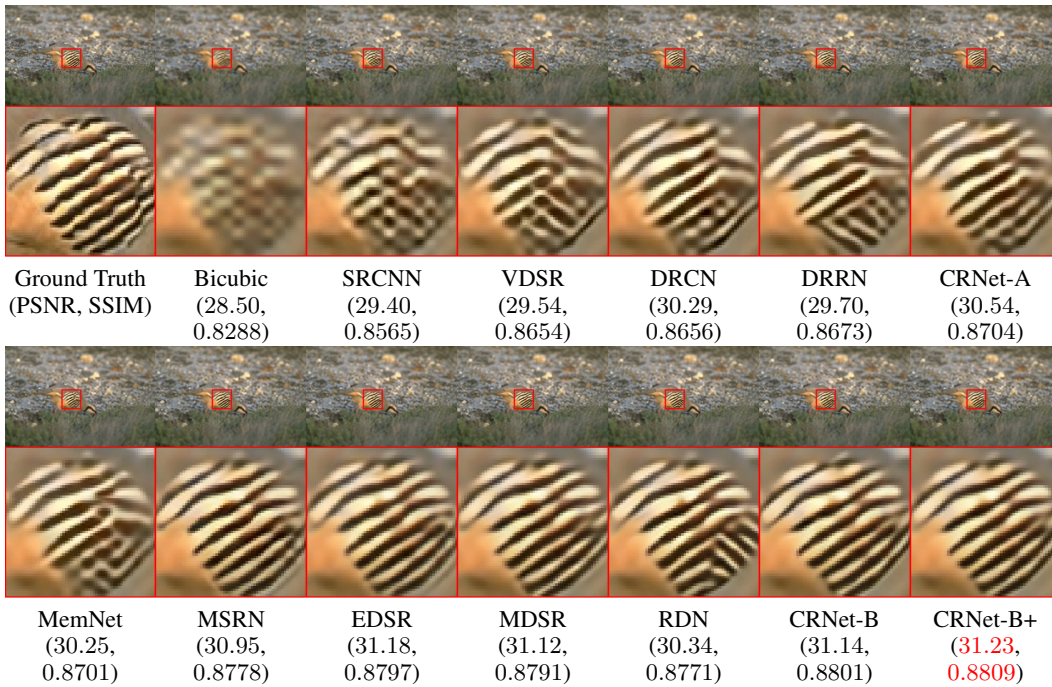 Ground Truth Bicubic SRCNN VDSR DRCN DRRN CRNet-A
(PSNR, SSIM) (28.50, (29.40, (29.54, (30.29, (29.70, (30.54,
0.8288) 0.8565) 0.8654) 0.8656) 0.8673) 0.8704)
MemNet MSRN EDSR MDSR RDN CRNet-B CRNet-B+
(30.25, (30.95, (31.18, (31.12, (30.34, (31.14, (31.23,
0.8701) 0.8778) 0.8797) 0.8791) 0.8771) 0.8801) 0.8809)